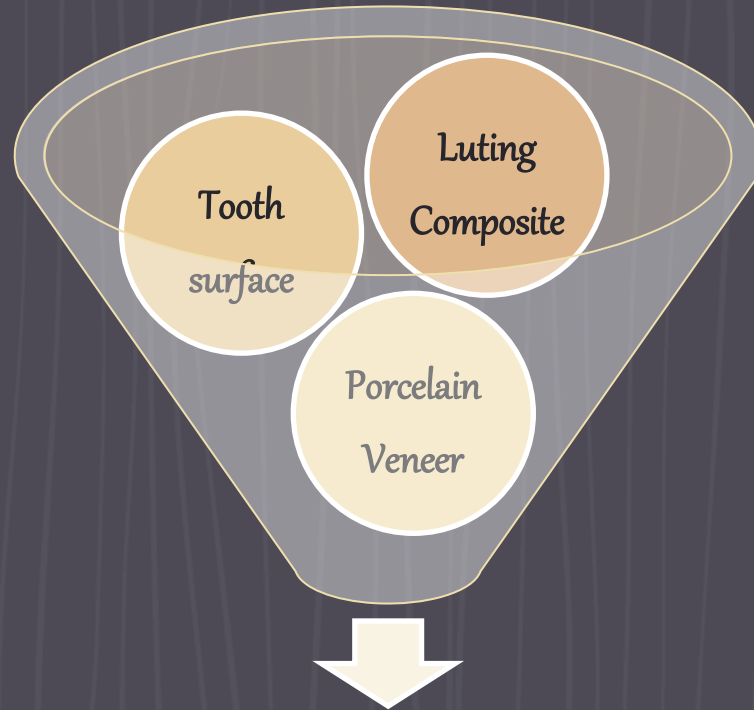 Luting
Composite
Tooth
surface
Porcelain
Veneer